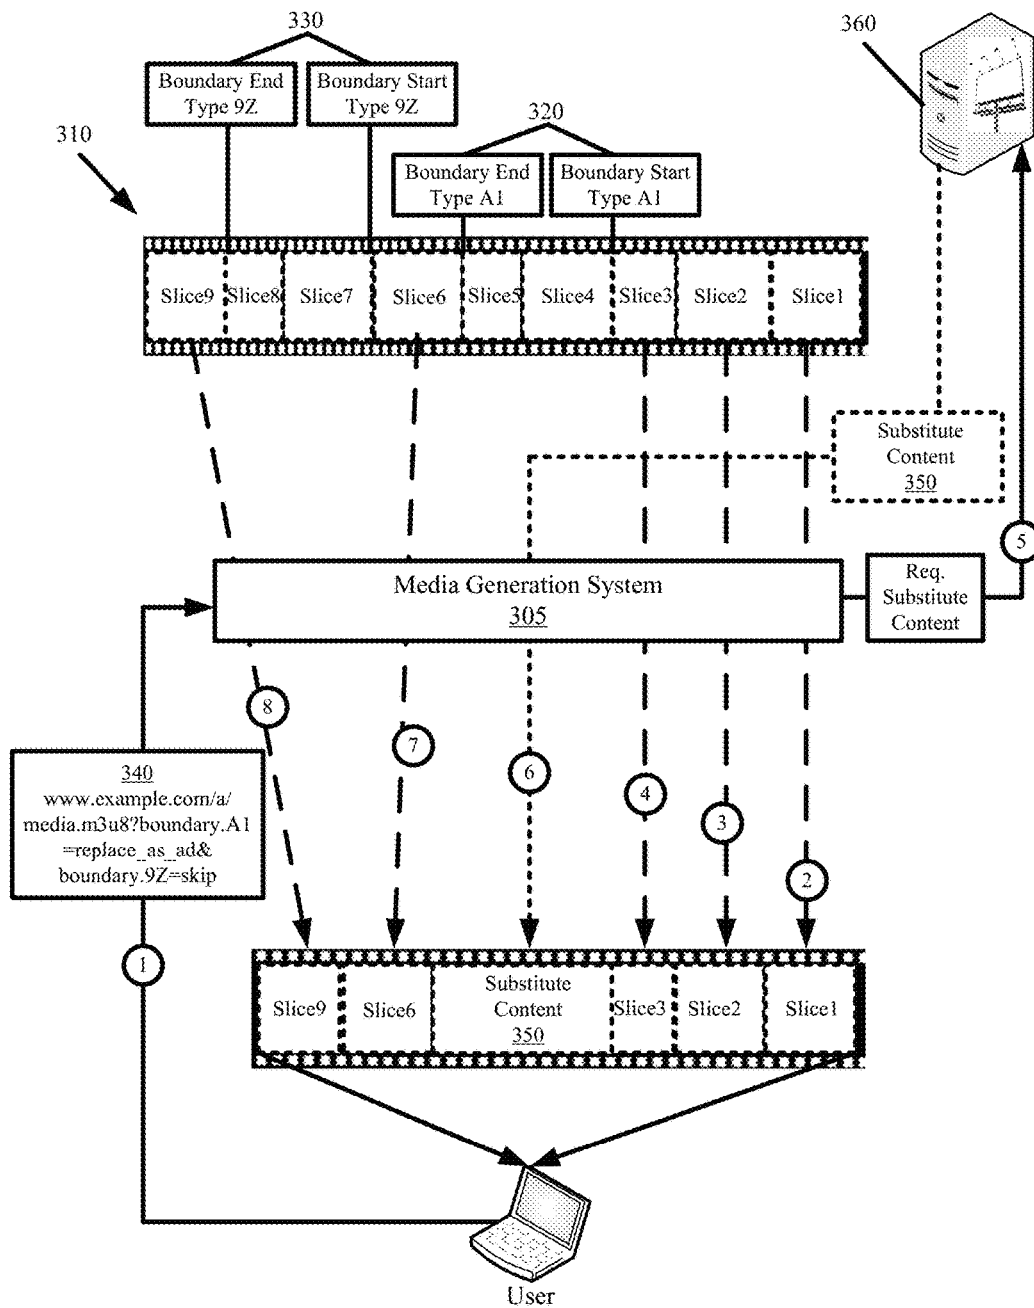 330
360
Boundary End
Type 9Z
Boundary Start
Type 9Z
320
310
Boundary End
Type A1
Boundary Start
Type A1
Slice9
Slice8
Slice7
Slice6
Slice5
Slice4
Slice3
Slice2
Slice1
Substitute
Content
350
5
Media Generation System
305
Req.
Substitute
Content
8
7
6
4
3
2
340
www.example.com/a/
media.m3u8?boundary.A1
=replace_as_ad&
boundary.9Z=skip
1
Slice9
Slice6
Substitute
Content
350
Slice3
Slice2
Slice1
User